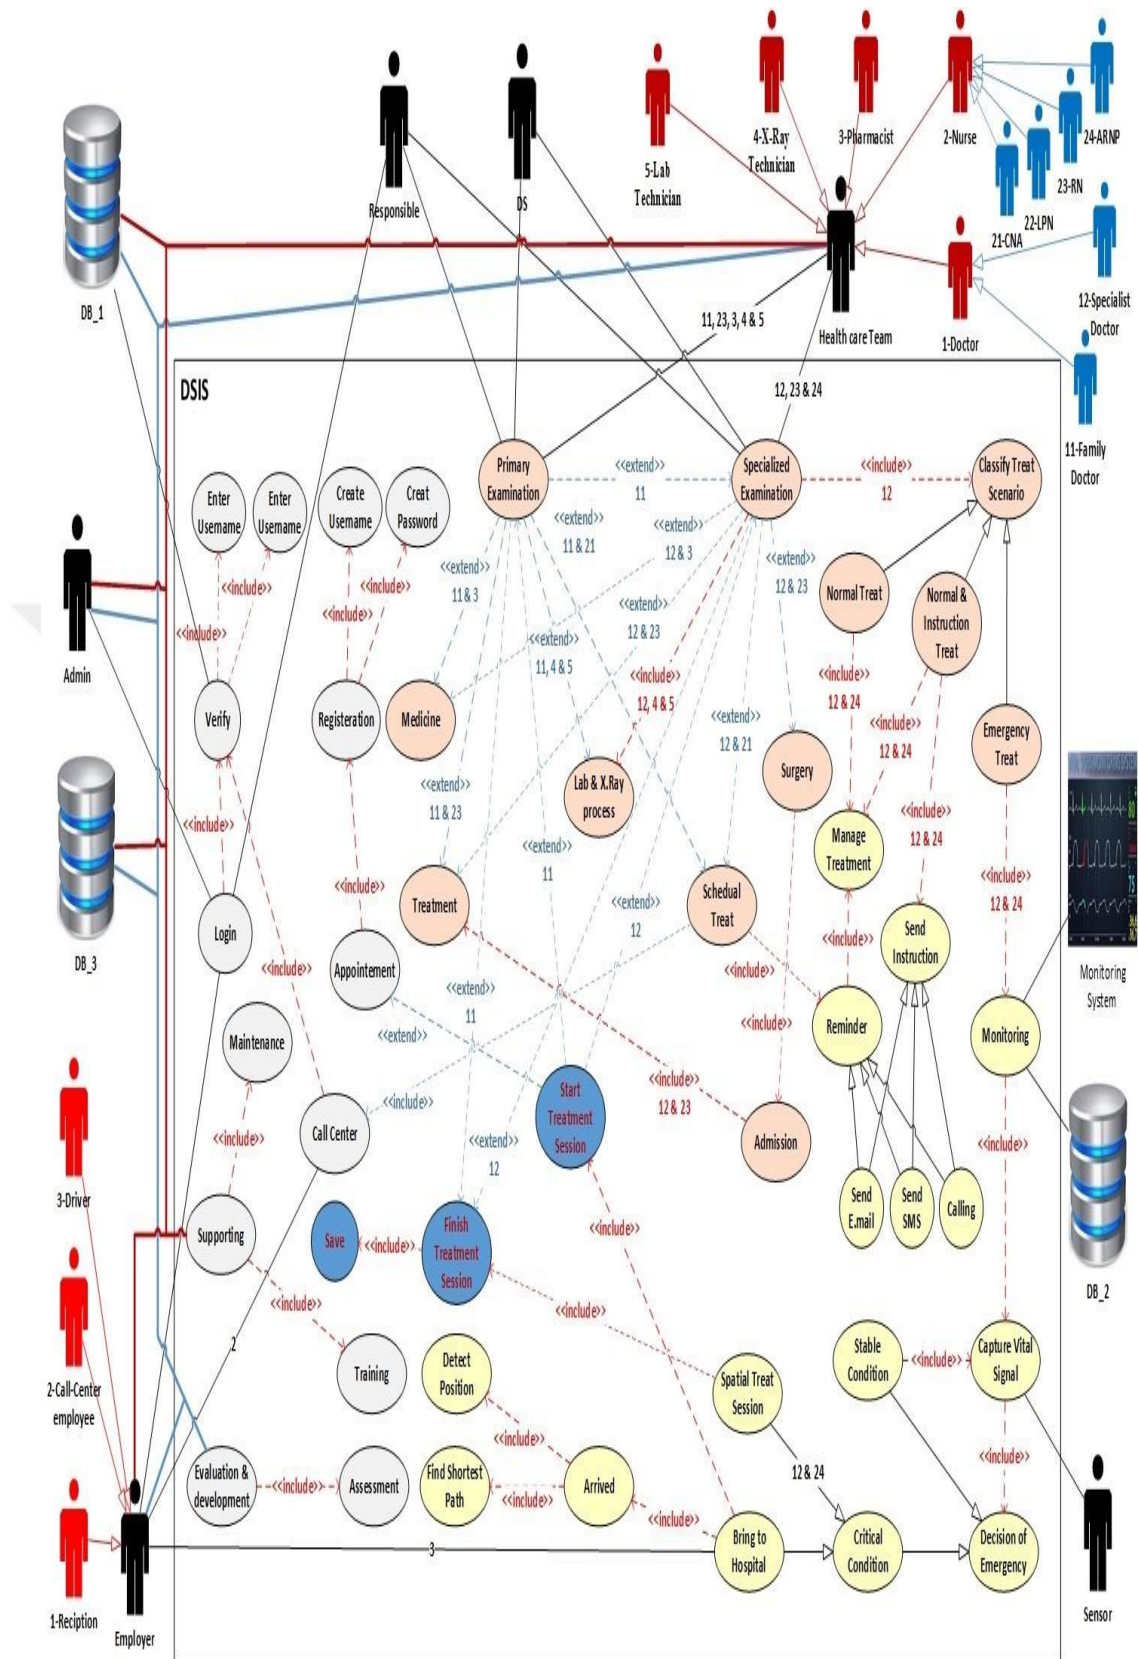 4-X-Ray
Technician
3-Pharmacist
2-Nurse
24-ARNP
5-Lab
Technician
23-RN
22-LPN
21-CNA
Responsible
DS
DB_1
11, 23, 3, 4 & 5
Health care Team
1-Doctor
12-Specialist
Doctor
DSIS
12, 23 & 24
11-Family
Doctor
Enter
Username
Enter
Username
Create
Username
Creat
Password
Primary
Examination
<<extend>>
11
Specialized
Examination
<<include>>
12
Classify Treat
Scenario
<<extend>>
11 & 21
<<extend>>
12 & 3
<<extend>>
11 & 3
<<extend>>
12 & 23
<<include>>
<<include>>
<<include>>
<<include>>
<<extend>>
12 & 23
Normal Treat
Normal &
Instruction
Treat
<<extend>>
11, 4 & 5
<<include>>
12, 4 & 5
<<include>>
12 & 24
Admin
Verify
Registeration
Medicine
<<extend>>
12 & 21
<<include>>
12 & 24
Emergency
Treat
Surgery
Lab & X.Ray
process
<<extend>>
11 & 23
<<include>>
<<extend>>
11
Manage
Treatment
<<include>>
12 & 24
<<include>>
Treatment
<<extend>>
12
Schedual
Treat
<<include>>
12 & 24
DB_3
Login
Send
Instruction
<<include>>
Appointement
<<include>>
<<include>>
80
75
Monitoring
System
<<extend>>
11
<<include>>
Reminder
Monitoring
Maintenance
<<extend>>
<<include>>
12 & 23
<<include>>
Start
Treatment
Session
<<include>>
Call Center
<<extend>>
12
Admission
<<include>>
3-Driver
Send
E.mail
Send
SMS
Calling
Supporting
Save
<<include>>
Finish
Treatment
Session
<<include>>
DB_2
<<include>>
<<include>>
2
Training
Detect
Position
Spatial Treat
Session
Stable
Condition
<<include>>
Capture Vital
Signal
2-Call-Center
employee
<<include>>
12 & 24
<<include>>
Evaluation &
development
<<include>>
Assessment
Find Shortest
Path
<<include>>
Arrived
<<include>>
3
Bring to
Hospital
Critical
Condition
Decision of
Emergency
1-Reciption
Employer
Sensor